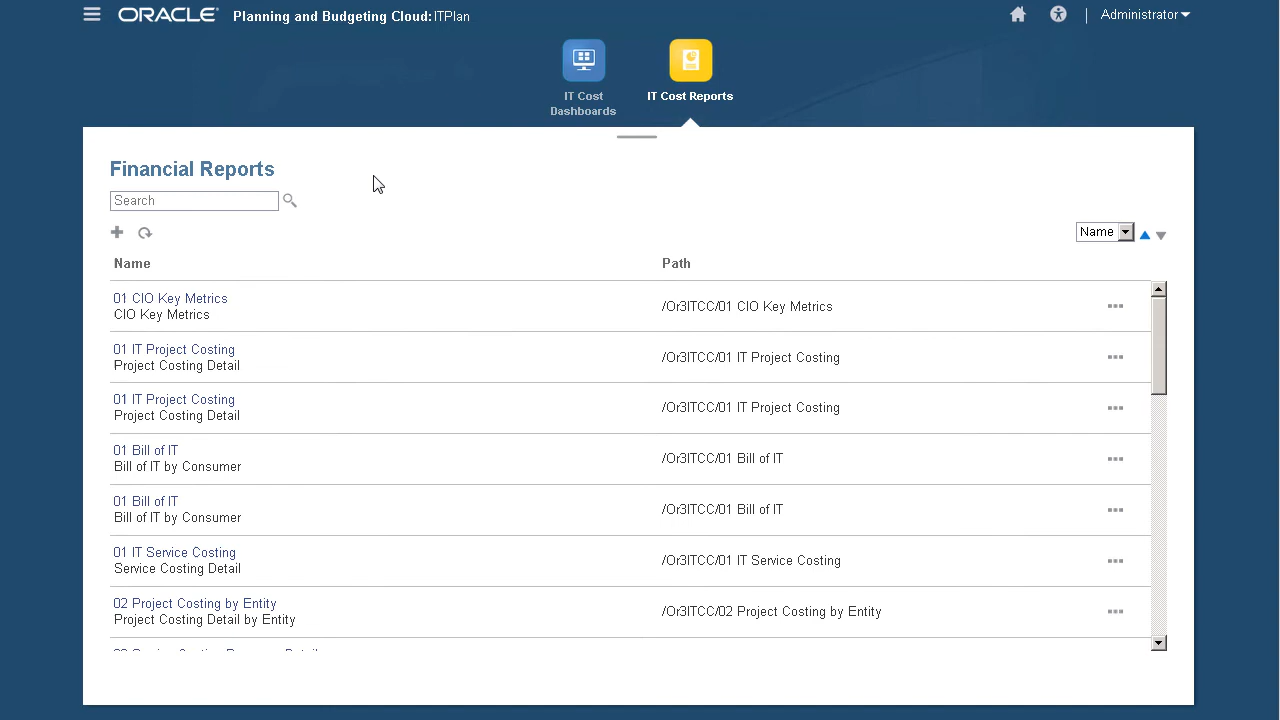 ORACLE Planning and Budgeting Cloud: ITPlan
Administrator
IT Cost
Dashboards
IT Cost Reports
Financial Reports
Search
Name
Name Path
01 CIO Key Metrics
CIO Key Metrics
/Or3ITCC/01 CIO Key Metrics
01 IT Project Costing
Project Costing Detail
/Or3ITCC/01 IT Project Costing
01 IT Project Costing
Project Costing Detail
/Or3ITCC/01 IT Project Costing
01 Bill of IT
Bill of IT by Consumer
/Or3ITCC/01 Bill of IT
01 Bill of IT
Bill of IT by Consumer
/Or3ITCC/01 Bill of IT
01 IT Service Costing
Service Costing Detail
/Or3ITCC/01 IT Service Costing
02 Project Costing by Entity
Project Costing Detail by Entity
/Or3ITCC/02 Project Costing by Entity